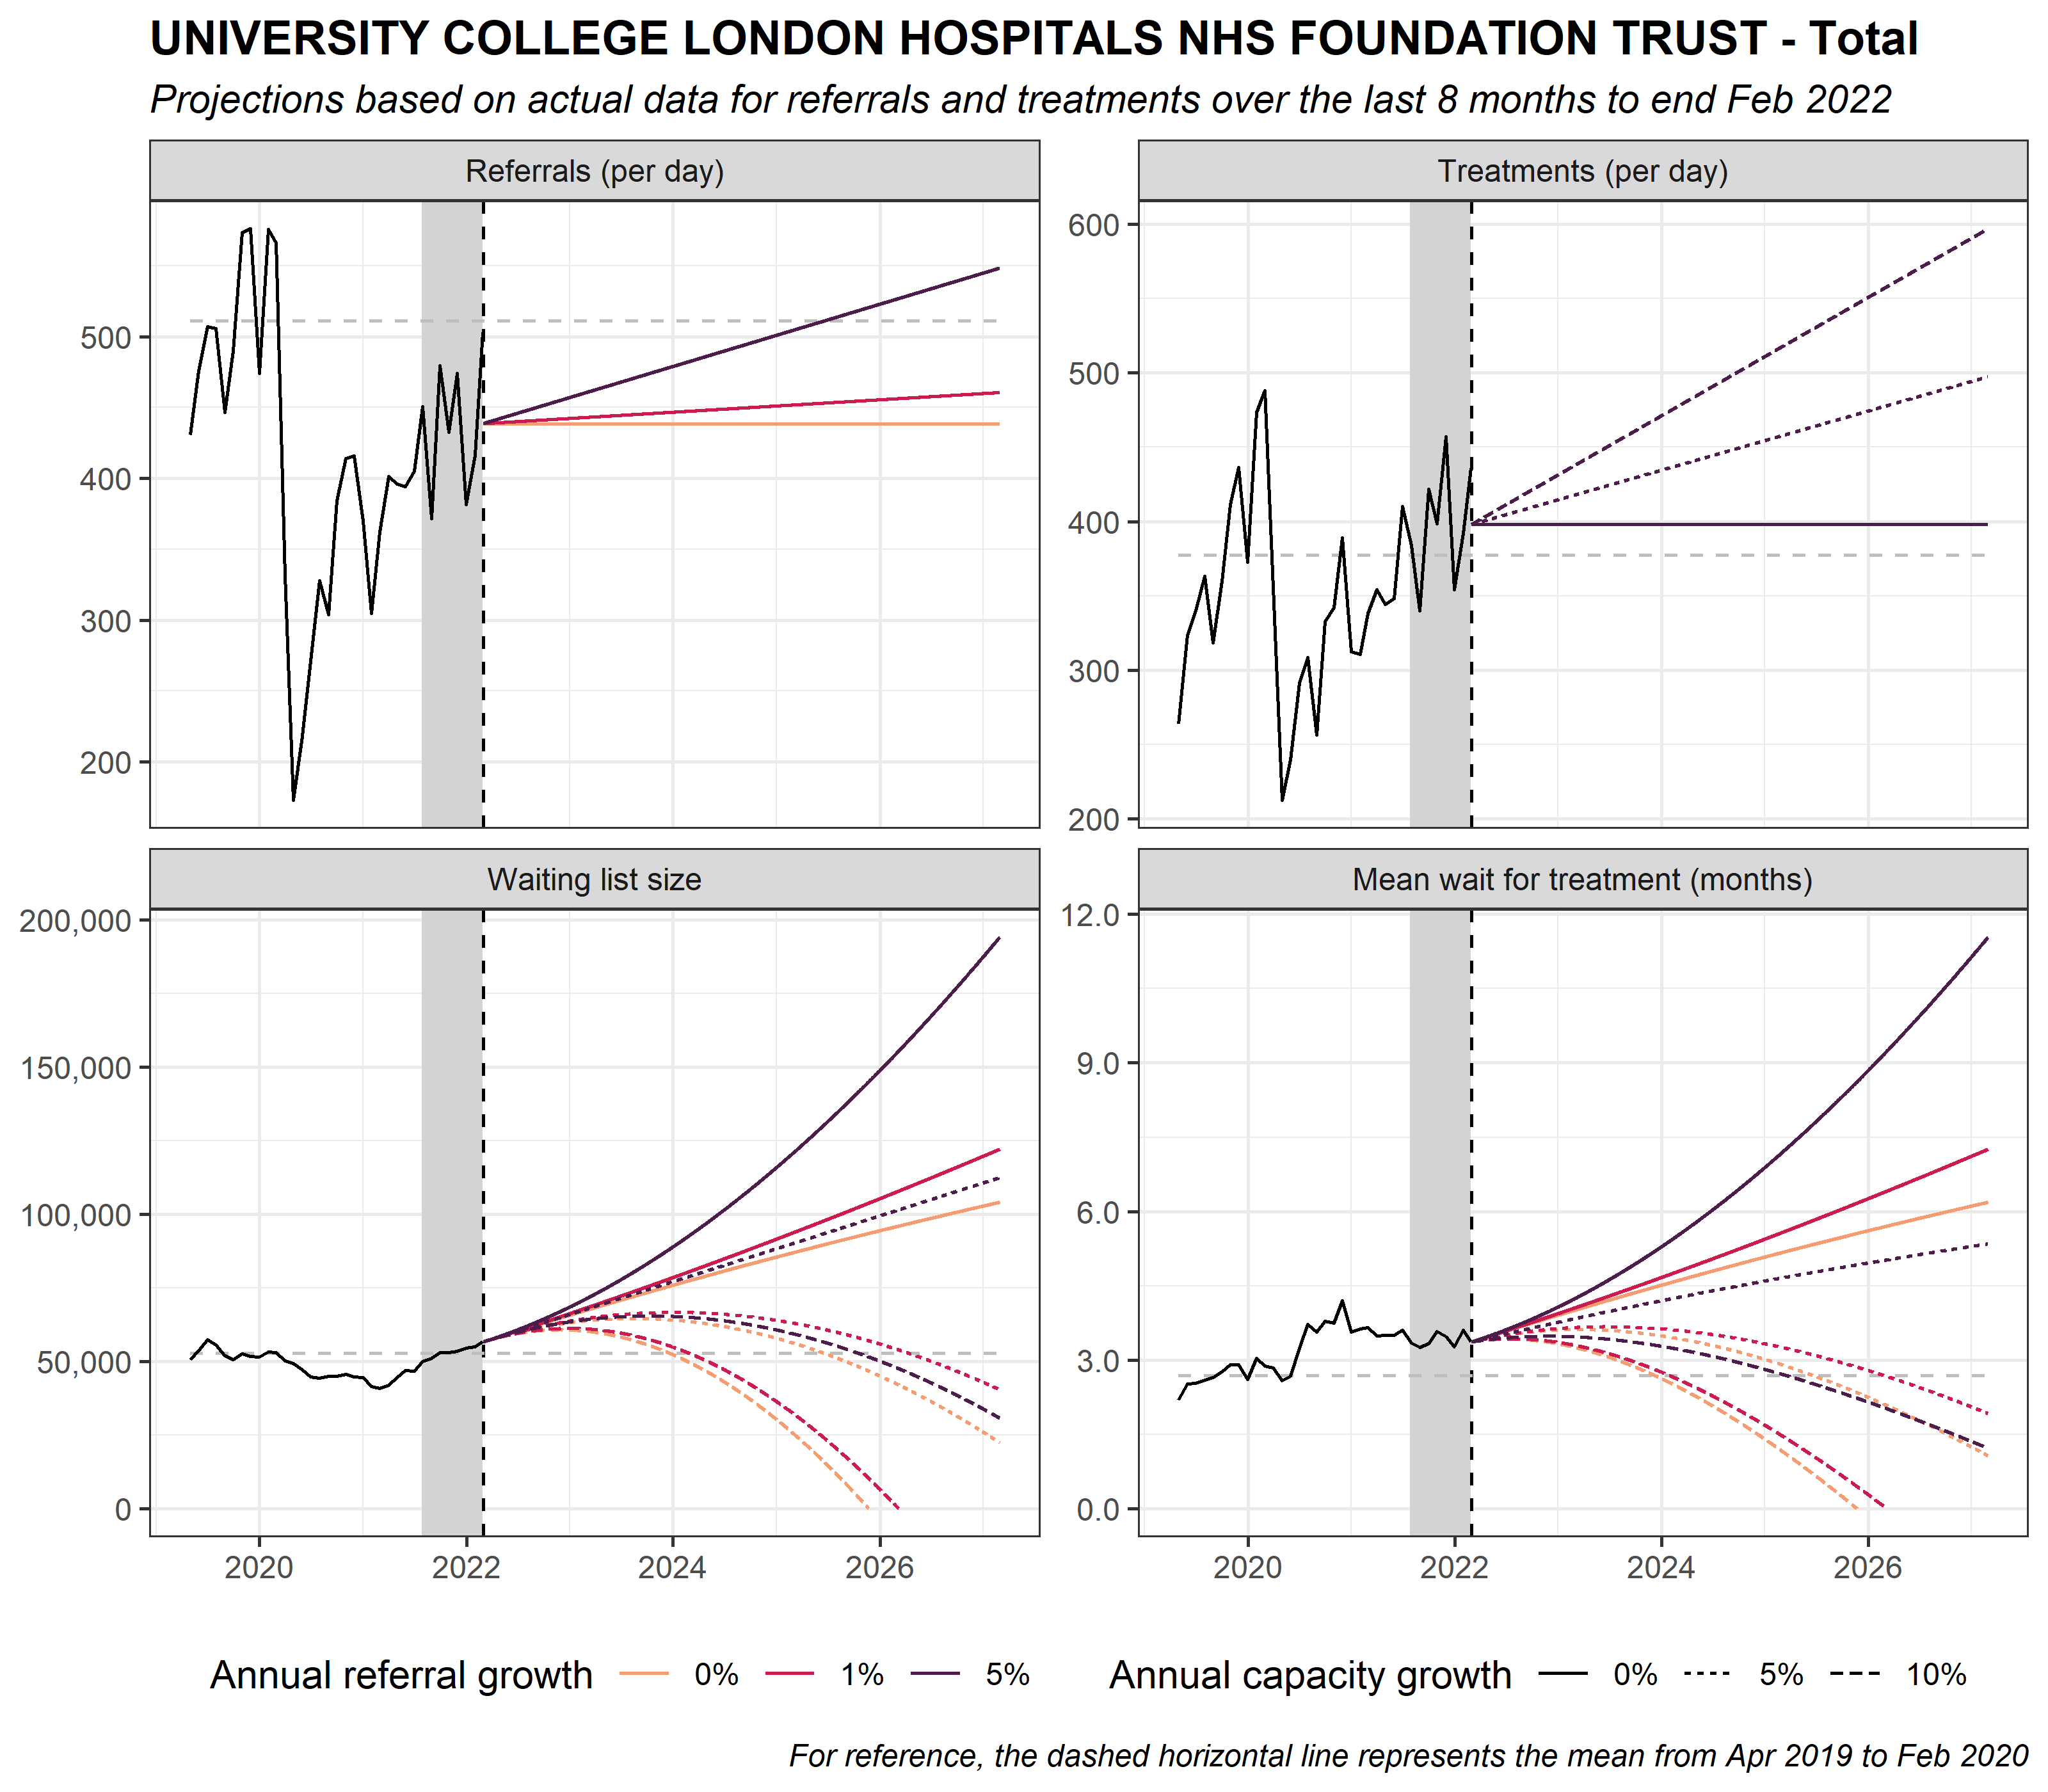 UNIVERSITY COLLEGE LONDON HOSPITALS NHS FOUNDATION TRUST - Total
Projections based on actual data for referrals and treatments over the last 8 months to end Feb 2022
Referrals (per day)
500
400
300
200
Treatments (per day)
600
500
400
300
200
Waiting list size
200,000
150,000
100,000
50,000
0
2020 2022 2024 2026
Mean wait for treatment (months)
12.0
9.0
6.0
3.0
0.0
2020 2022 2024 2026
Annual referral growth 0% 1% 5%
Annual capacity growth 0% 5% 10%
For reference, the dashed horizontal line represents the mean from Apr 2019 to Feb 2020